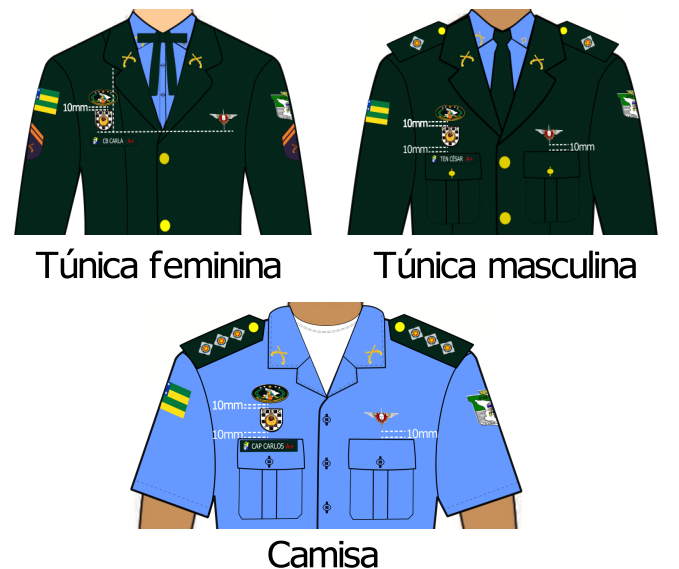 10mm
CB CARLA A+
Túnica feminina
10mm
10mm
TEN CÉSAR A+
10mm
Túnica masculina
10mm
10mm
CAP CARLOS A+
10mm
Camisa